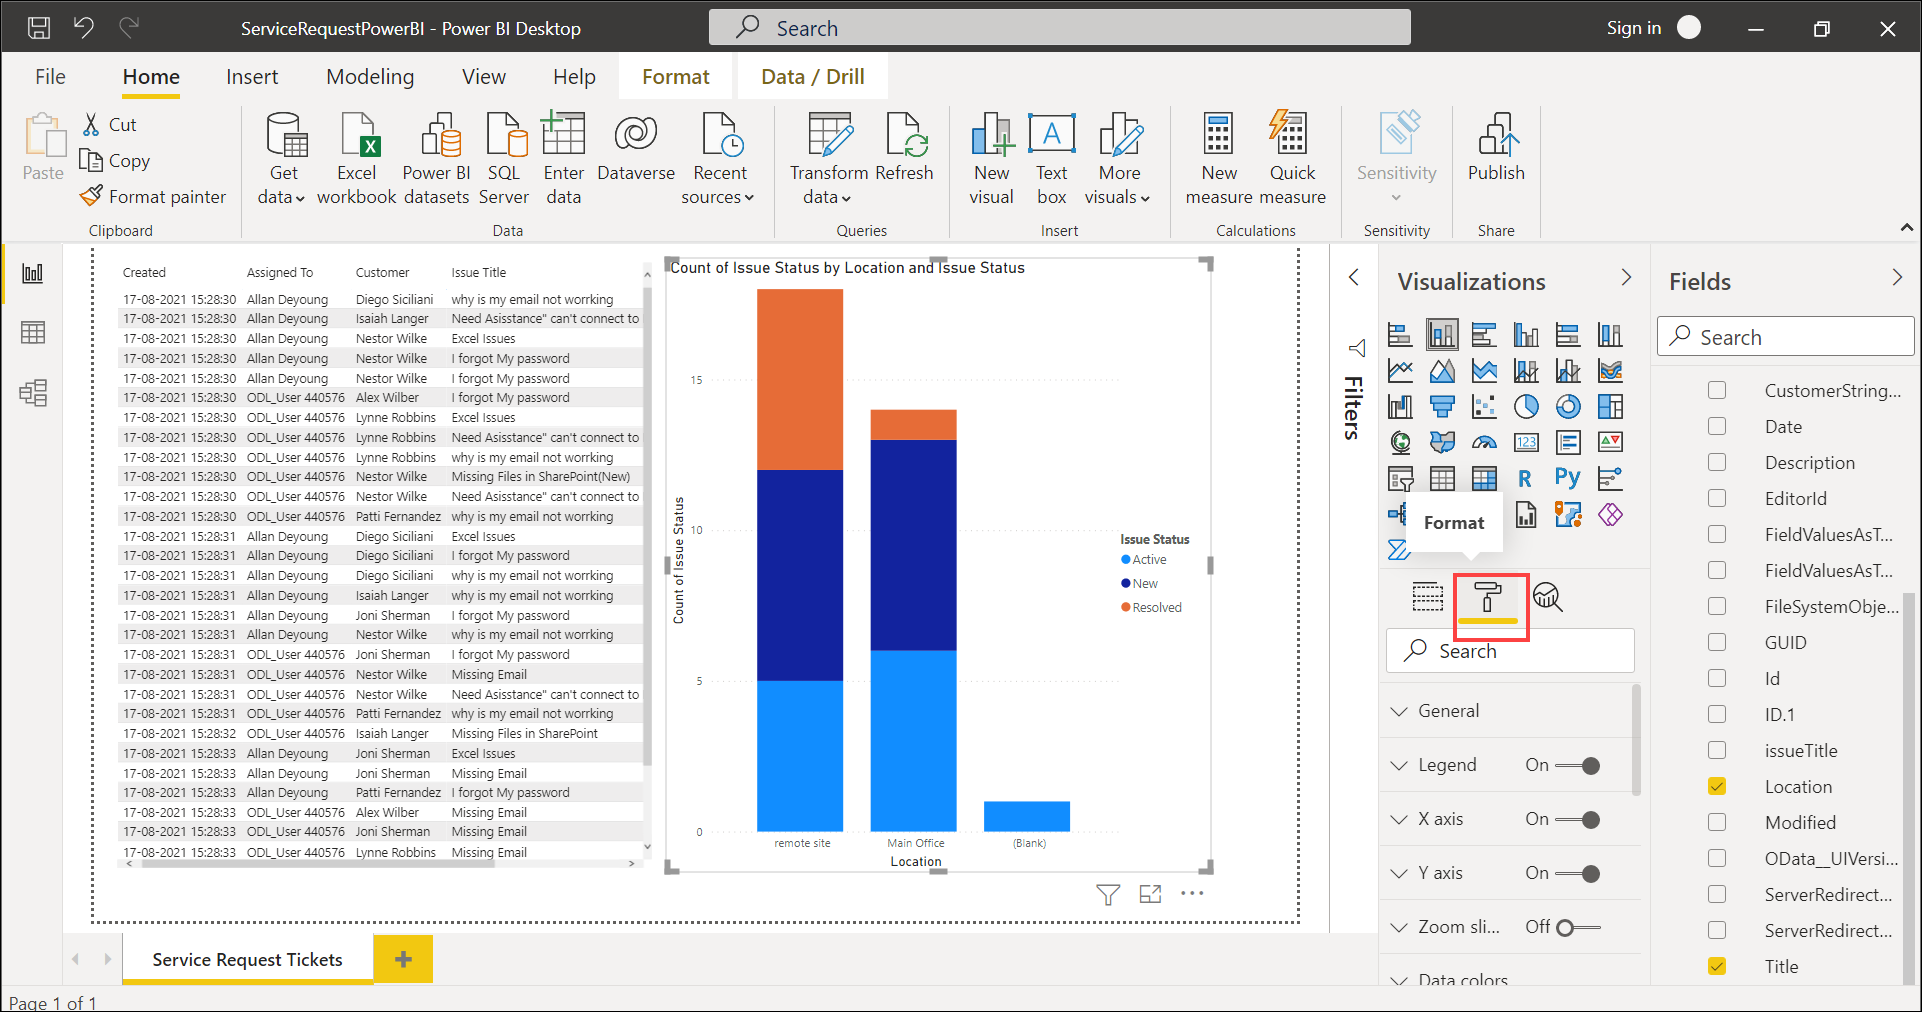 ServiceRequestPowerBI - Power BI Desktop
Search
Sign in
File Home Insert Modeling View Help Format Data / Drill
Paste
Cut
Copy
Format painter
Clipboard
Get data
Excel workbook
Power BI datasets
SQL Server
Enter data
Dataverse
Recent sources
Data
Transform data
Refresh
Queries
New visual
Text box
A
More visuals
Insert
New measure
Quick measure
Calculations
Sensitivity
Sensitivity
Publish
Share
Created Assigned To Customer Issue Title
17-08-2021 15:28:30 Allan Deyoung Diego Siciliani why is my email not worrking
17-08-2021 15:28:30 Allan Deyoung Isaiah Langer Need Asisstance" can't connect to
17-08-2021 15:28:30 Allan Deyoung Nestor Wilke Excel Issues
17-08-2021 15:28:30 Allan Deyoung Nestor Wilke I forgot My password
17-08-2021 15:28:30 Allan Deyoung Nestor Wilke I forgot My password
17-08-2021 15:28:30 ODL_User 440576 Alex Wilber I forgot My password
17-08-2021 15:28:30 ODL_User 440576 Lynne Robbins Excel Issues
17-08-2021 15:28:30 ODL_User 440576 Lynne Robbins Need Asisstance" can't connect to
17-08-2021 15:28:30 ODL_User 440576 Lynne Robbins why is my email not worrking
17-08-2021 15:28:30 ODL_User 440576 Nestor Wilke Missing Files in SharePoint(New)
17-08-2021 15:28:30 ODL_User 440576 Nestor Wilke Need Asisstance" can't connect to
17-08-2021 15:28:30 ODL_User 440576 Patti Fernandez why is my email not worrking
17-08-2021 15:28:31 Allan Deyoung Diego Siciliani Excel Issues
17-08-2021 15:28:31 Allan Deyoung Diego Siciliani I forgot My password
17-08-2021 15:28:31 Allan Deyoung Diego Siciliani why is my email not worrking
17-08-2021 15:28:31 Allan Deyoung Isaiah Langer why is my email not worrking
17-08-2021 15:28:31 Allan Deyoung Joni Sherman I forgot My password
17-08-2021 15:28:31 Allan Deyoung Nestor Wilke why is my email not worrking
17-08-2021 15:28:31 ODL_User 440576 Joni Sherman I forgot My password
17-08-2021 15:28:31 ODL_User 440576 Nestor Wilke Missing Email
17-08-2021 15:28:31 ODL_User 440576 Nestor Wilke Need Asisstance" can't connect to
17-08-2021 15:28:31 ODL_User 440576 Patti Fernandez why is my email not worrking
17-08-2021 15:28:32 ODL_User 440576 Isaiah Langer Missing Files in SharePoint
17-08-2021 15:28:33 Allan Deyoung Joni Sherman Excel Issues
17-08-2021 15:28:33 Allan Deyoung Joni Sherman Missing Email
17-08-2021 15:28:33 Allan Deyoung Patti Fernandez I forgot My password
17-08-2021 15:28:33 ODL_User 440576 Alex Wilber Missing Email
17-08-2021 15:28:33 ODL_User 440576 Joni Sherman Missing Email
17-08-2021 15:28:33 ODL_User 440576 Lynne Robbins Missing Email
Count of Issue Status by Location and Issue Status
Count of Issue Status
15
10
5
0
remote site Main Office (Blank)
Location
Issue Status
Active
New
Resolved
Filters
Visualizations
123
R
Py
Format
Search
General
Legend On
X axis On
Y axis On
Zoom sli... Off
Data colors
Fields
Search
CustomerString...
Date
Description
EditorId
FieldValuesAsT...
FieldValuesAsT...
FileSystemObje...
GUID
Id
ID.1
issueTitle
Location
Modified
OData__UIVersi...
ServerRedirect...
ServerRedirect...
Title
Service Request Tickets
Page 1 of 1